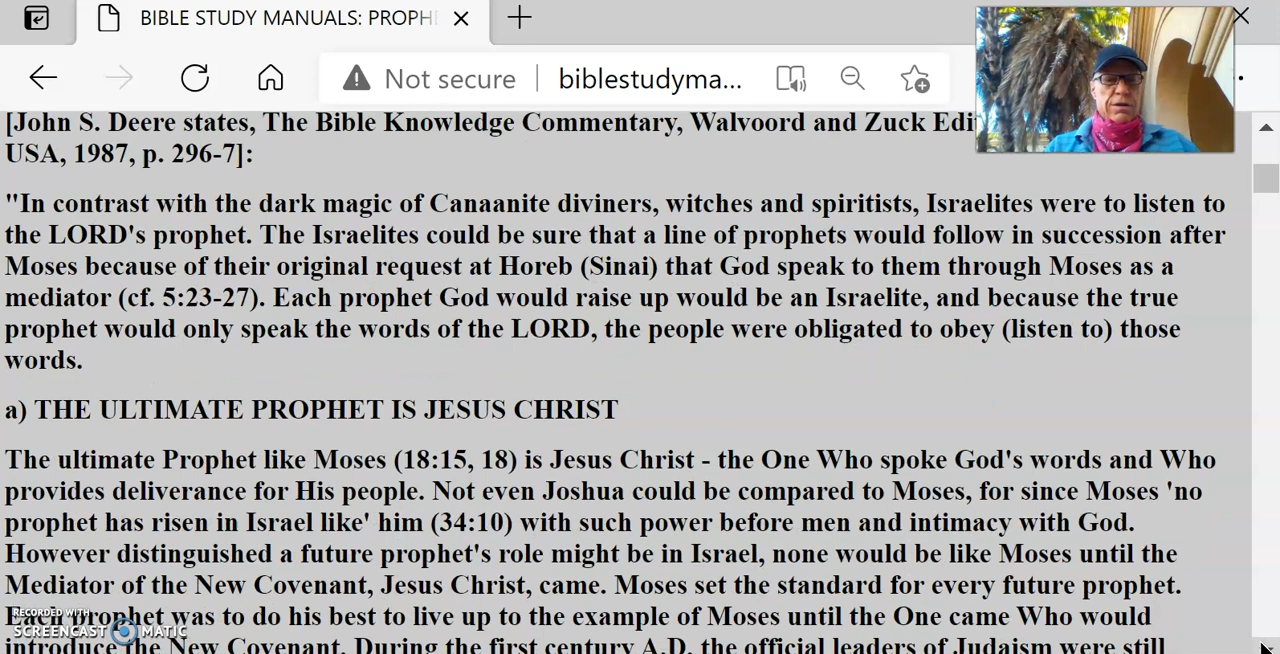 BIBLE STUDY MANUALS: PROPH
Not secure
biblestudyma...
[John S. Deere states, The Bible Knowledge Commentary, Walvoord and Zuck
USA, 1987, p. 296-7]:
"In contrast with the dark magic of Canaanite diviners, witches and spiritists, Israelites were to listen to
the LORD's prophet. The Israelites could be sure that a line of prophets would follow in succession after
Moses because of their original request at Horeb (Sinai) that God speak to them through Moses as a
mediator (cf. 5:23-27). Each prophet God would raise up would be an Israelite, and because the true
prophet would only speak the words of the LORD, the people were obligated to obey (listen to) those
words.
a) THE ULTIMATE PROPHET IS JESUS CHRIST
The ultimate Prophet like Moses (18:15, 18) is Jesus Christ - the One Who spoke God's words and Who
provides deliverance for His people. Not even Joshua could be compared to Moses, for since Moses 'no
prophet has risen in Israel like' him (34:10) with such power before men and intimacy with God.
However distinguished a future prophet's role might be in Israel, none would be like Moses until the
Mediator of the New Covenant, Jesus Christ, came. Moses set the standard for every future prophet.
RECORDED WITH
Each prophet was to do his best to live up to the example of Moses until the One came Who would
SCREENCAST MATIC
introduce the New Covenant. During the first century A.D. the official leaders of Judaism were still